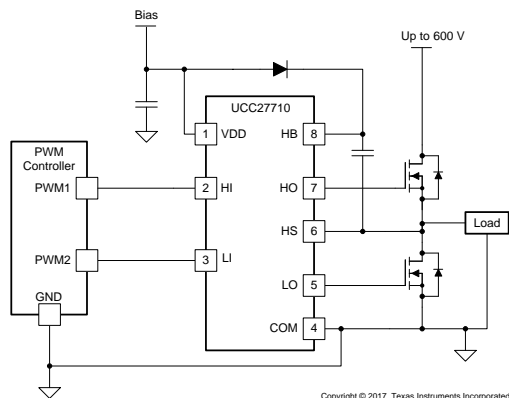 Bias
Up to 600 V
UCC27710
1 VDD HB 8
PWM
Controller
PWM1 2 HI HO 7
HS 6 Load
PWM2 3 LI
LO 5
GND
COM 4
Copyright © 2017, Texas Instruments Incorporated